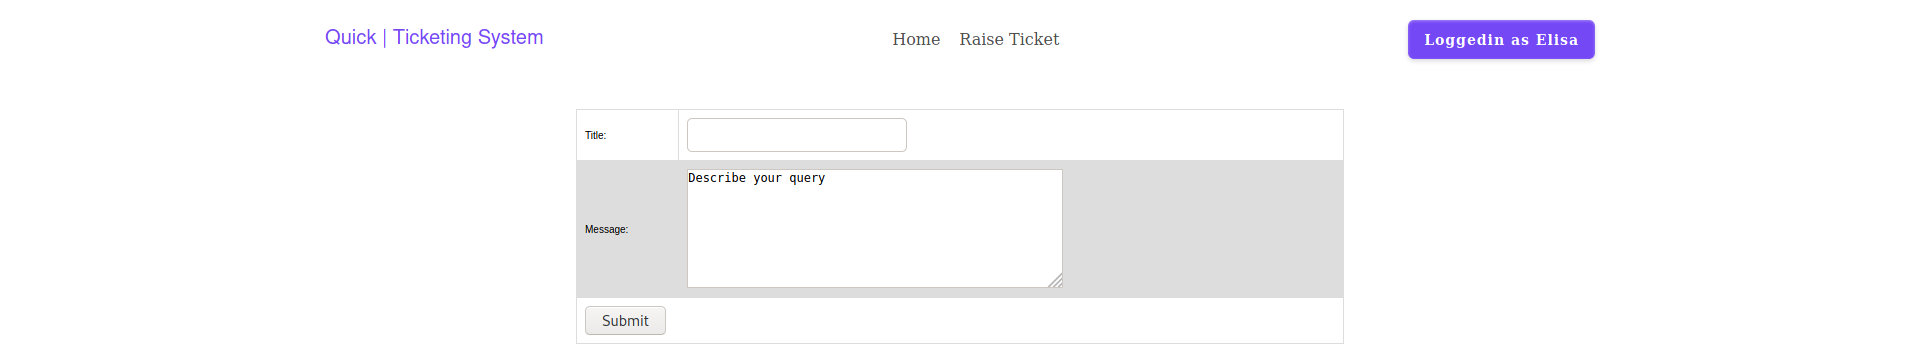 Quick | Ticketing System
Home Raise Ticket
Loggedin as Elisa
Title:
Message:
Describe your query
Submit